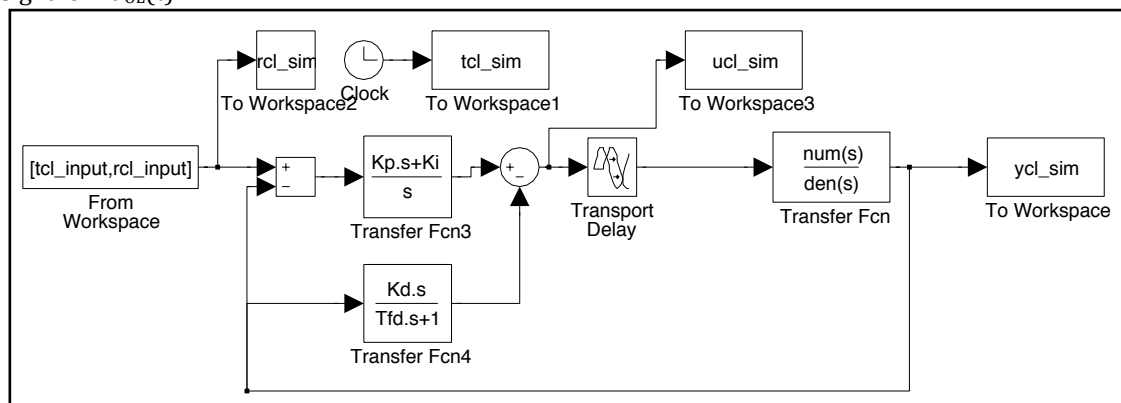 rcl_sim
To Workspace2
Clock
tcl_sim
To Workspace1
ucl_sim
To Workspace3
[tcl_input,rcl_input]
From
Workspace
+
−
Kp.s+Ki
s
Transfer Fcn3
+
−
Transport
Delay
num(s)
den(s)
Transfer Fcn
ycl_sim
To Workspace
Kd.s
Tfd.s+1
Transfer Fcn4